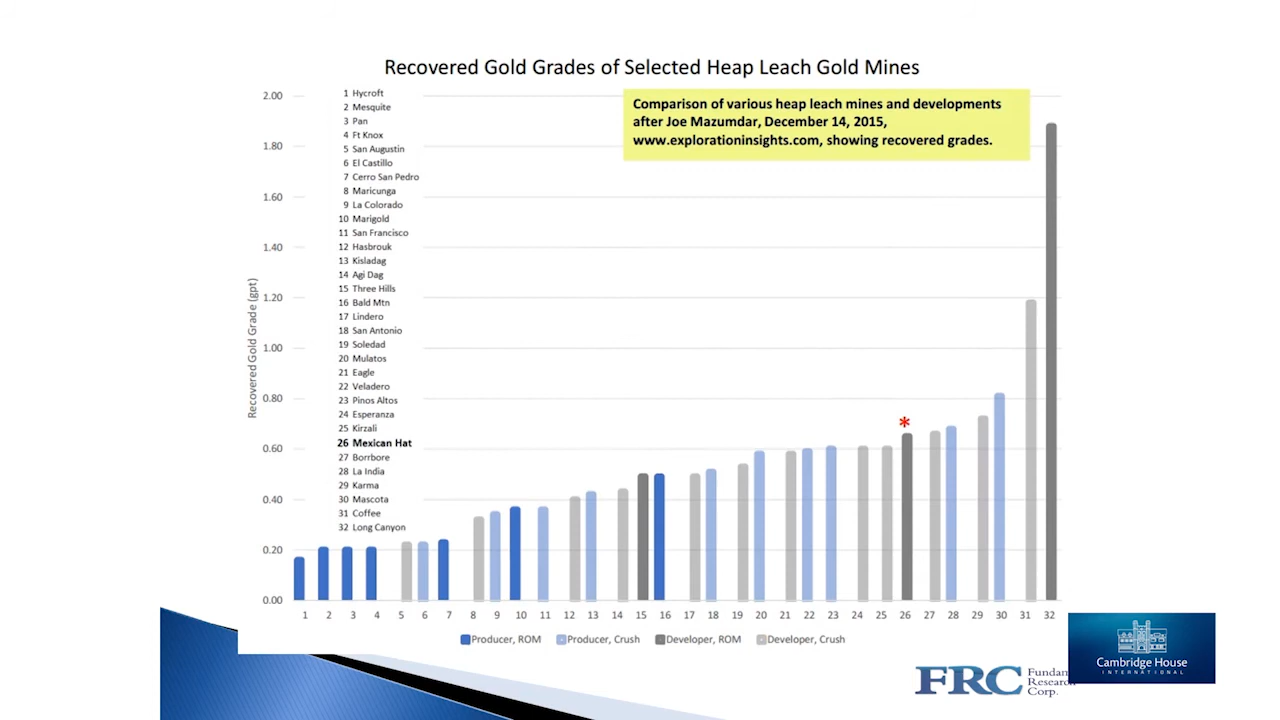 Recovered Gold Grades of Selected Heap Leach Gold Mines
Comparison of various heap leach mines and developments
after Joe Mazumdar, December 14, 2015,
www.explorationinsights.com, showing recovered grades.
1 Hycroft
2 Mesquite
3 Pan
4 Ft Knox
5 San Augustin
6 El Castillo
7 Cerro San Pedro
8 Maricunga
9 La Colorado
10 Marigold
11 San Francisco
12 Hasbrouk
13 Kisladag
14 Agi Dag
15 Three Hills
16 Bald Mtn
17 Lindero
18 San Antonio
19 Soledad
20 Mulatos
21 Eagle
22 Veladero
23 Pinos Altos
24 Esperanza
25 Kirzali
26 Mexican Hat
27 Borrbore
28 La India
29 Karma
30 Mascota
31 Coffee
32 Long Canyon
Recovered Gold Grade (gpt)
2.00
1.80
1.60
1.40
1.20
1.00
0.80
0.60
0.40
0.20
0.00
*
1 2 3 4 5 6 7 8 9 10 11 12 13 14 15 16 17 18 19 20 21 22 23 24 25 26 27 28 29 30 31 32
Producer, ROM Producer, Crush Developer, ROM Developer, Crush
FRC
Research
Corp.
Cambridge House
INTERNATIONAL